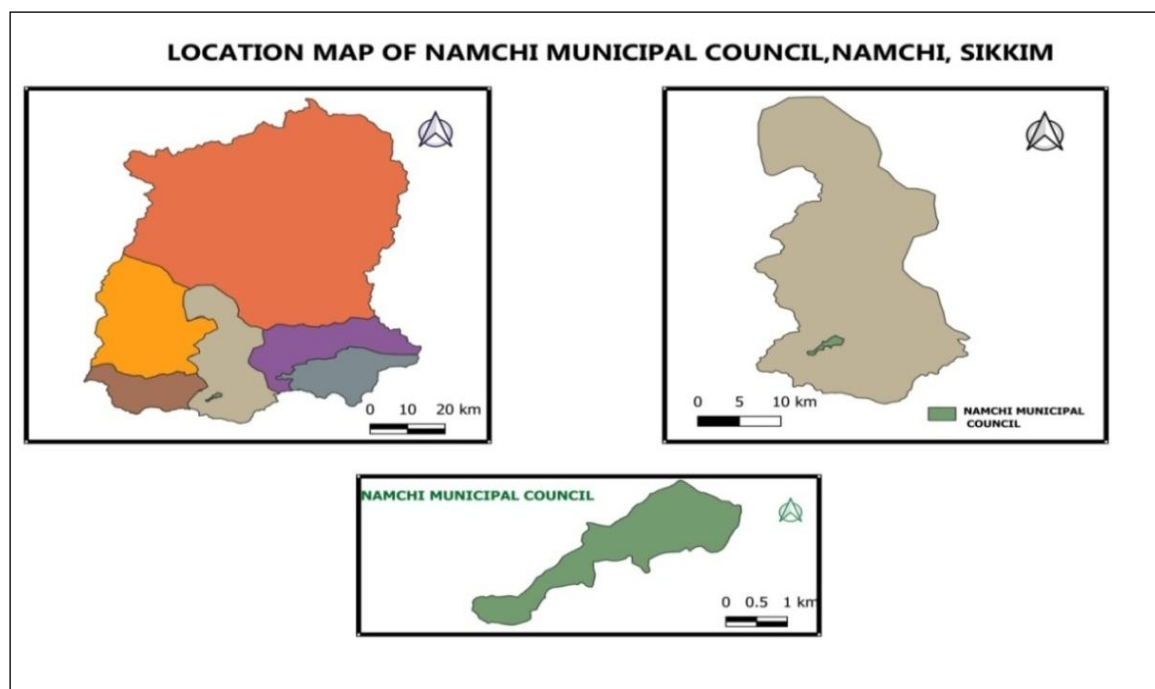 LOCATION MAP OF NAMCHI MUNICIPAL COUNCIL,NAMCHI, SIKKIM
0 10 20 km
0 5 10 km
NAMCHI MUNICIPAL
COUNCIL
NAMCHI MUNICIPAL COUNCIL
0 0.5 1 km